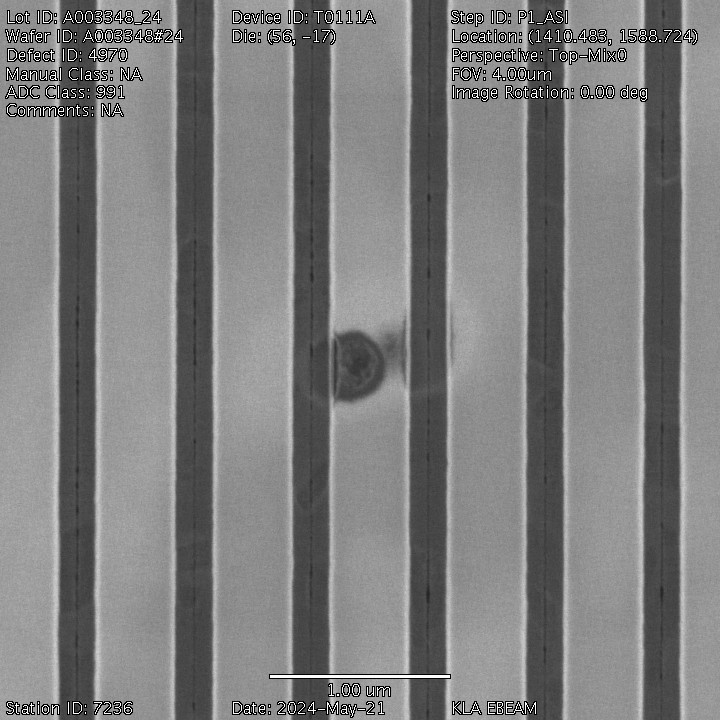 Lot ID: A003348_24 Device ID: T0111A Step ID: P1_ASI
Wafer ID: A003348#24 Die: (56, -17) Location: (1410.483, 1588.724)
Defect ID: 4970 Perspective: Top-Mix0
Manual Class: NA FOV: 4.00um
ADC Class: 991 Image Rotation: 0.00 deg
Comments: NA
1.00 um
Station ID: 7236 Date: 2024-May-21 KLA EBEAM